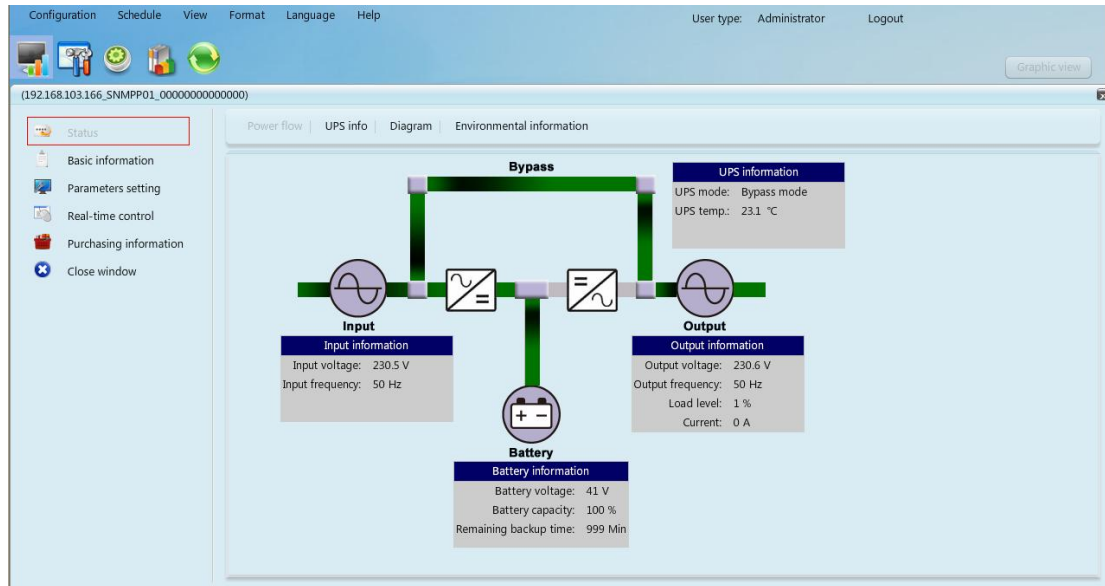 Configuration Schedule View Format Language Help User type: Administrator Logout
Graphic view
(192.168.103.166_SNMPP01_00000000000000)
Status
Basic information
Parameters setting
Real-time control
Purchasing information
Close window
Power flow | UPS info | Diagram | Environmental information
Bypass
UPS information
UPS mode: Bypass mode
UPS temp.: 23.1 ℃
Input
Input information
Input voltage: 230.5 V
Input frequency: 50 Hz
Output
Output information
Output voltage: 230.6 V
Output frequency: 50 Hz
Load level: 1 %
Current: 0 A
Battery
Battery information
Battery voltage: 41 V
Battery capacity: 100 %
Remaining backup time: 999 Min